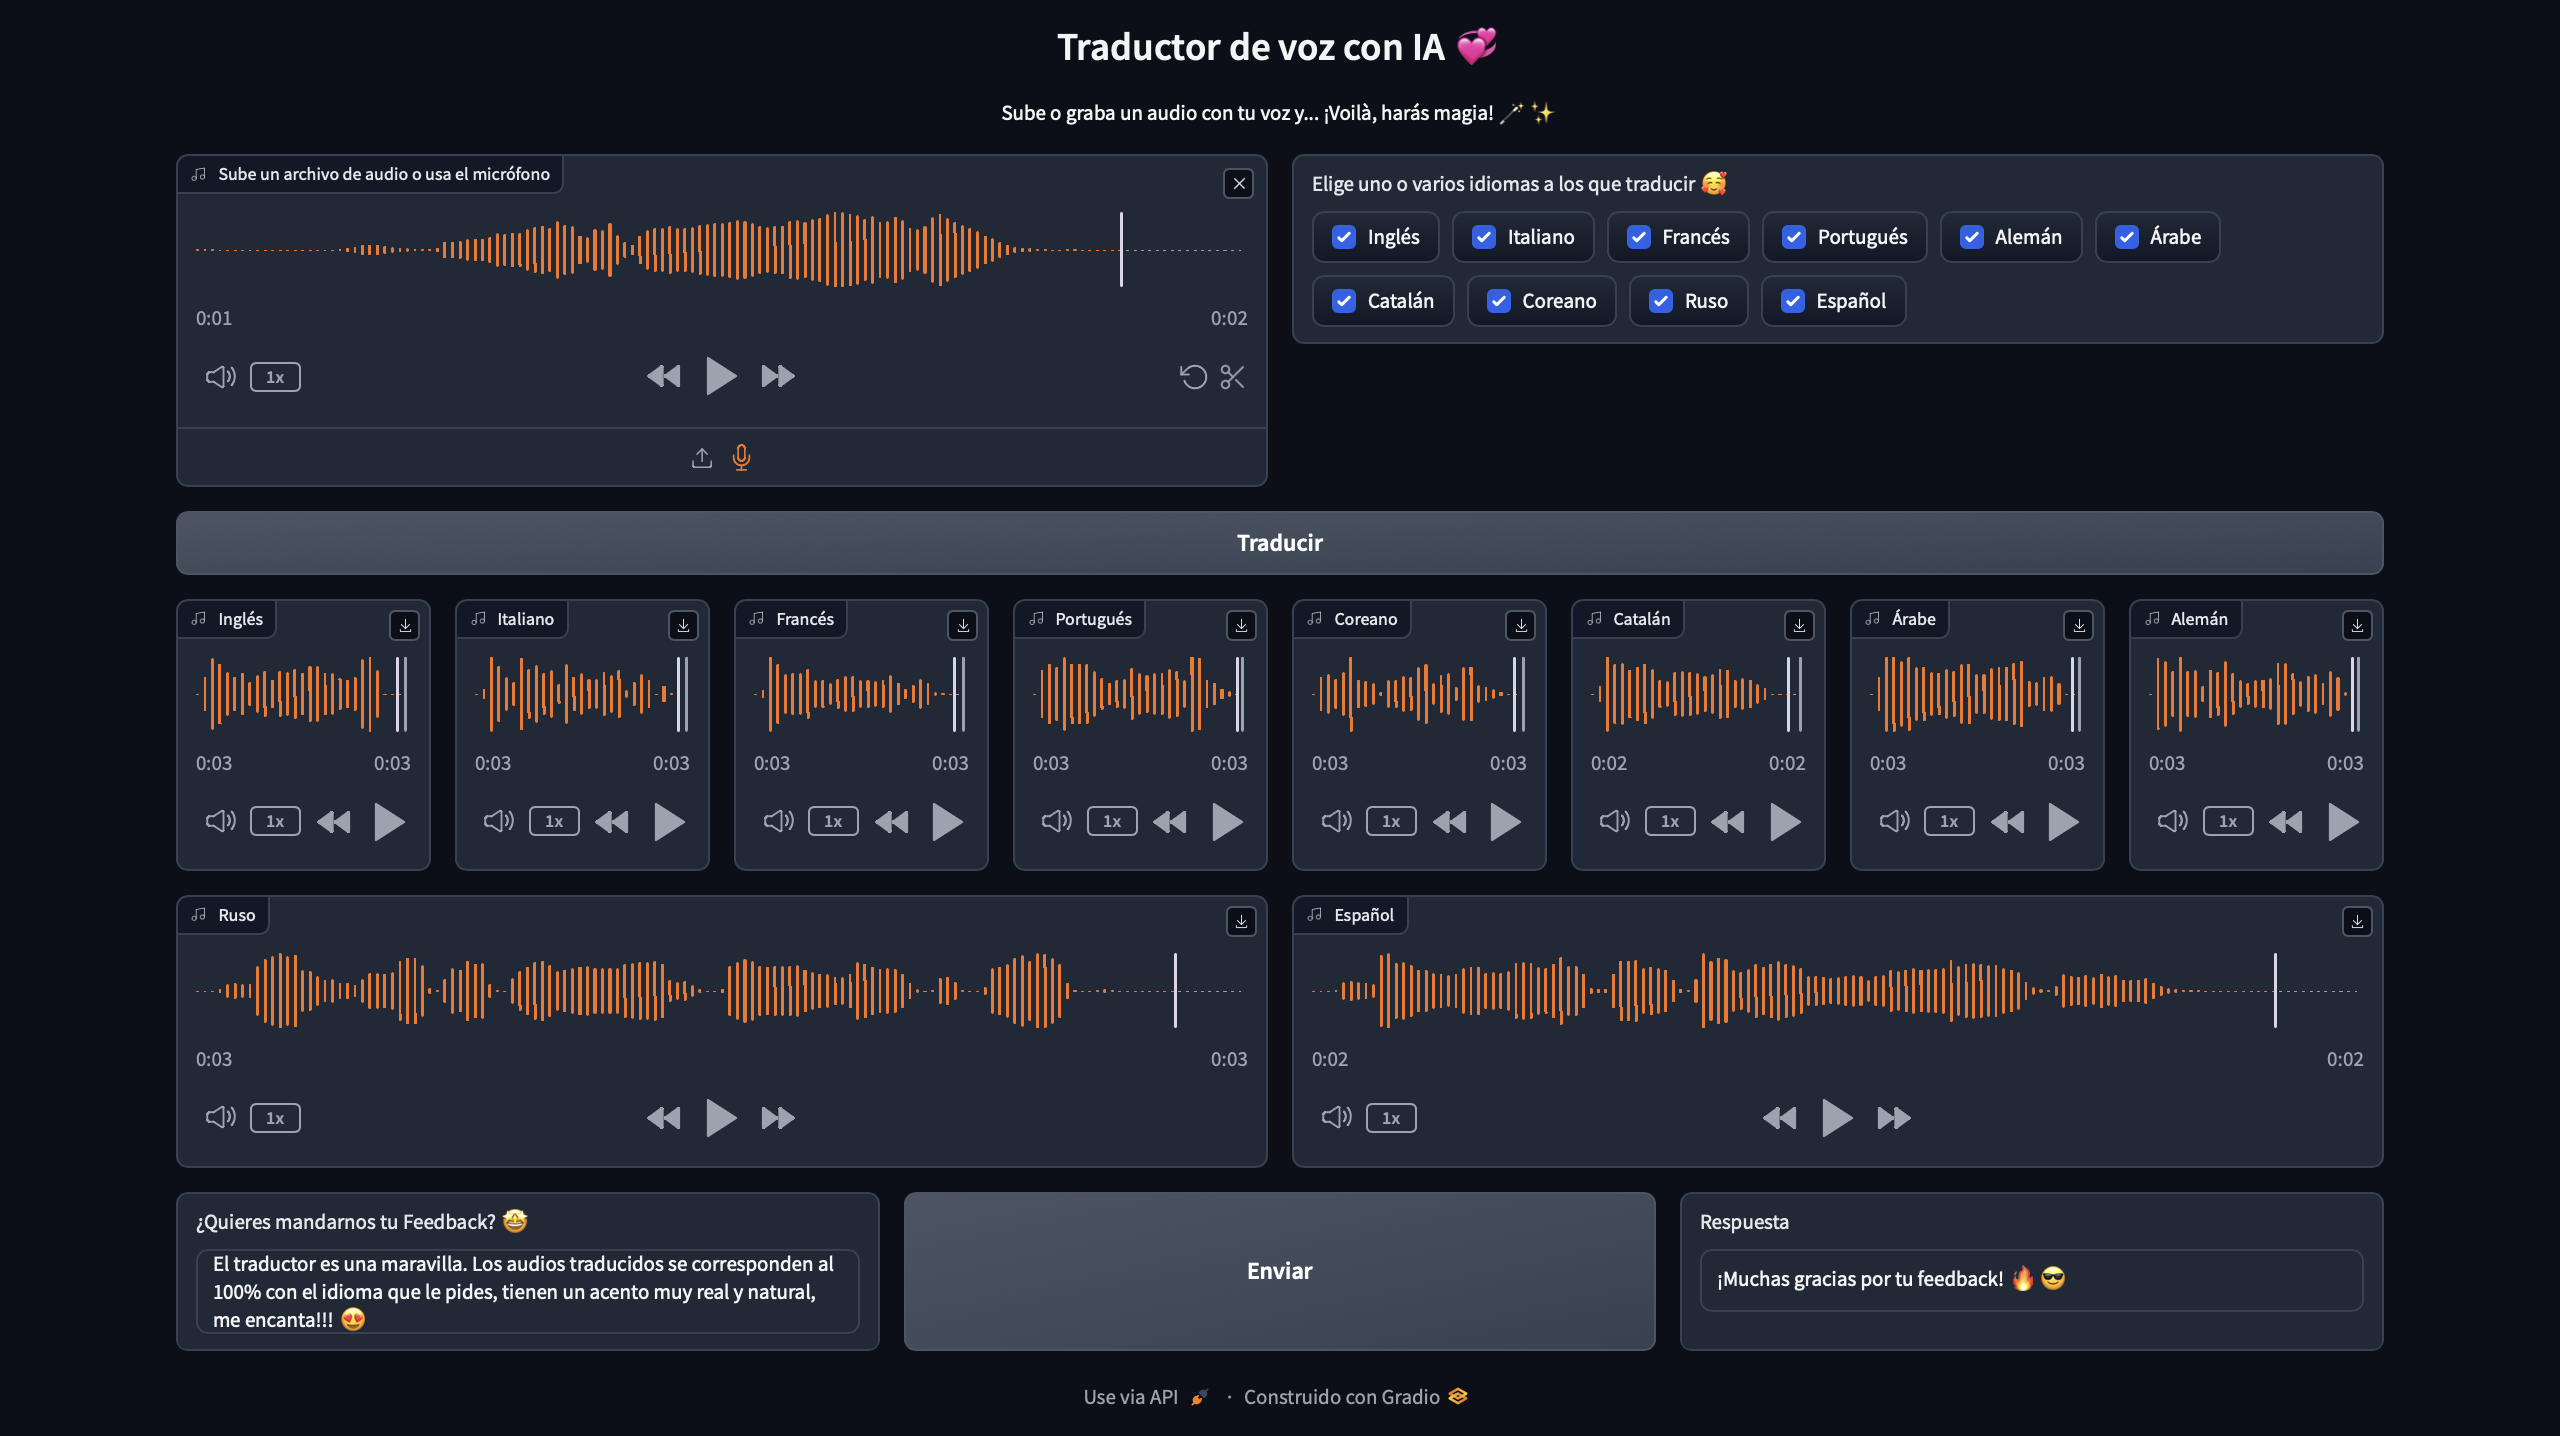 Traductor de voz con IA 💞
Sube o graba un audio con tu voz y... ¡Voilà, harás magia! 🪄✨
Sube un archivo de audio o usa el micrófono
0:01 0:02
1x
Elige uno o varios idiomas a los que traducir 🥰
Inglés Italiano Francés Portugués Alemán Árabe
Catalán Coreano Ruso Español
Traducir
Inglés
0:03 0:03
1x
Italiano
0:03 0:03
1x
Francés
0:03 0:03
1x
Portugués
0:03 0:03
1x
Coreano
0:03 0:03
1x
Catalán
0:02 0:02
1x
Árabe
0:03 0:03
1x
Alemán
0:03 0:03
1x
Ruso
0:03 0:03
1x
Español
0:02 0:02
1x
¿Quieres mandarnos tu Feedback? 🤩
El traductor es una maravilla. Los audios traducidos se corresponden al
100% con el idioma que le pides, tienen un acento muy real y natural,
me encanta!!! 😍
Enviar
Respuesta
¡Muchas gracias por tu feedback! 🔥 😎
Use via API · Construido con Gradio